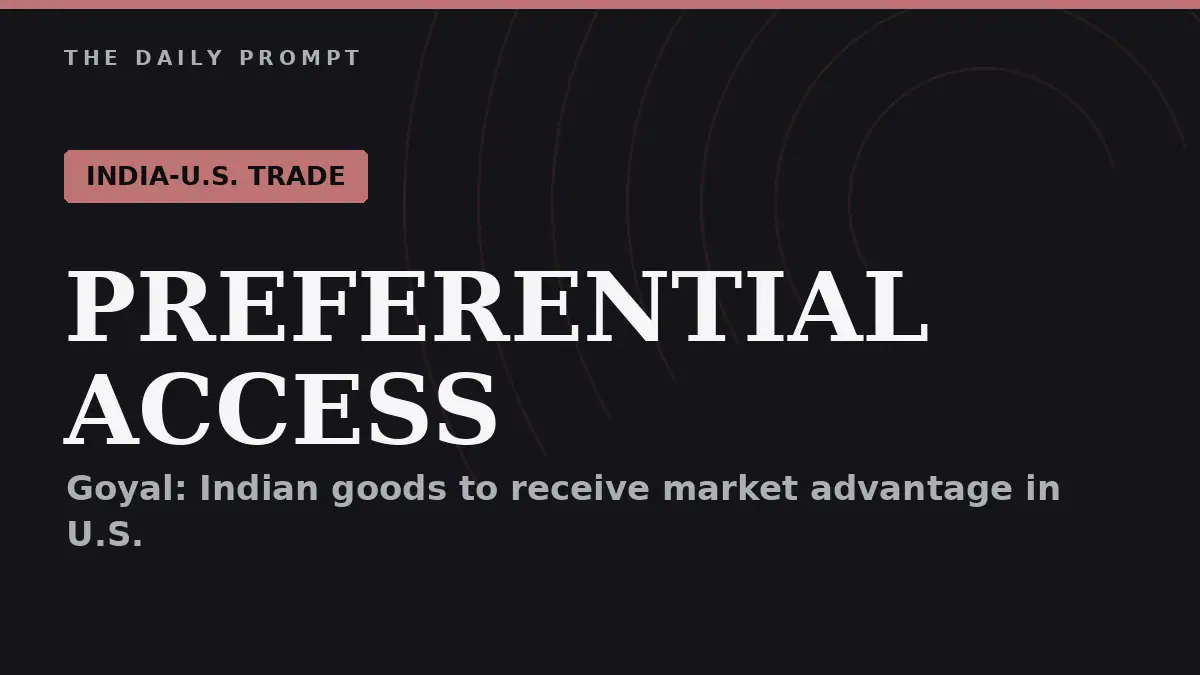 THE DAILY PROMPT
INDIA-U.S. TRADE
PREFERENTIAL
ACCESS
Goyal: Indian goods to receive market advantage in
U.S.